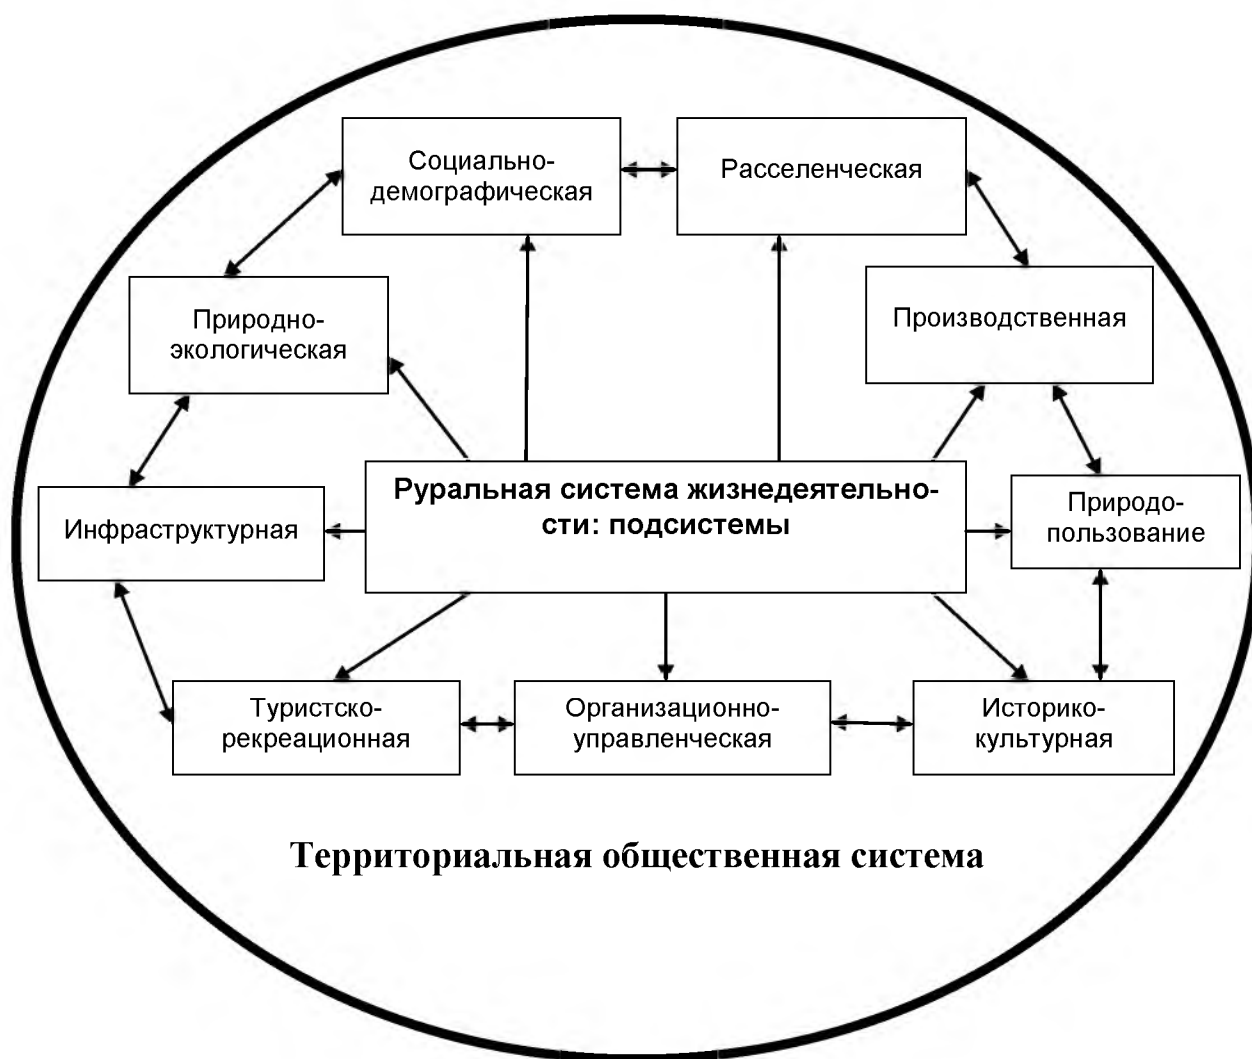 Социально-
демографическая
Расселенческая
Природно-
экологическая
Производственная
Руральная система жизнедеятельно-
сти: подсистемы
Инфраструктурная
Природо-
пользование
Туристско-
рекреационная
Организационно-
управленческая
Историко-
культурная
Территориальная общественная система